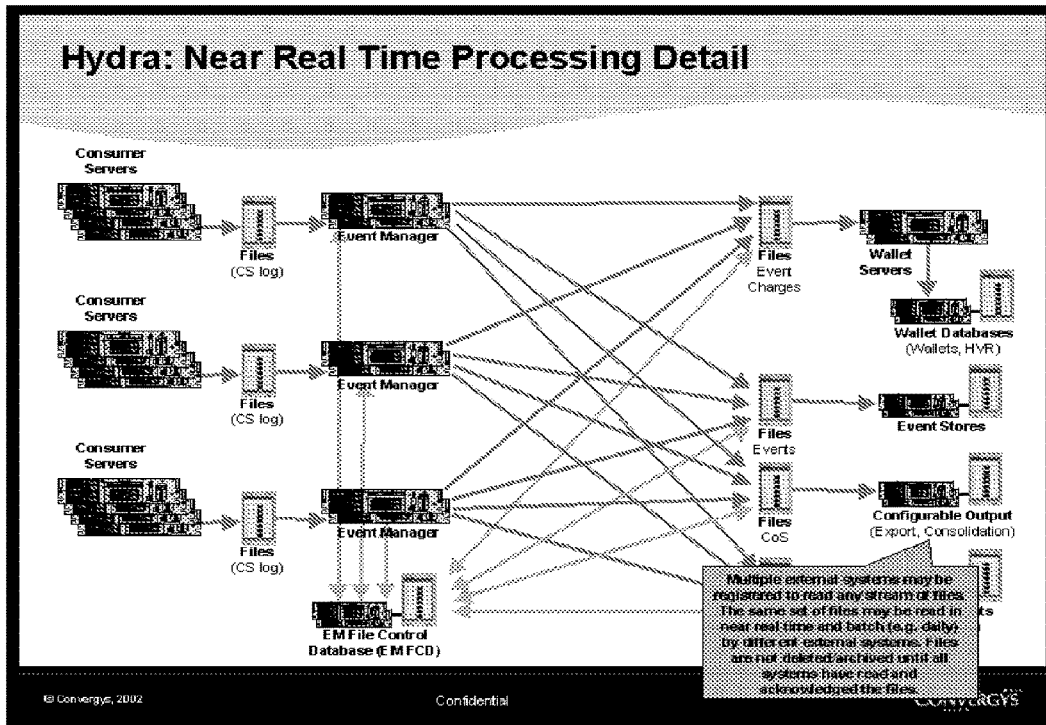 Hydra: Near Real Time Processing Detail
Consumer
Servers
Files
(CS log)
Event Manager
Files
Evert
Charges
Wallet
Servers
Wallet Databases
(Wallets, HVR)
Consumer
Servers
Files
(CS log)
Event Manager
Files
Everts
Event Stores
Consumer
Servers
Files
(CS log)
Event Manager
Files
CoS
Configurable Output
(Export, Consolidation)
EM File Control
Database (EM FCD)
Multiple external systems may be
registered to read any stream of files.
The same set of files may be read in
near real time and batch (e.g. daily)
by different external systems. Files
are not deleted/archived until all
systems have read and
acknowledged the files.
© Convergys, 2002
Confidential
CONVERGYS